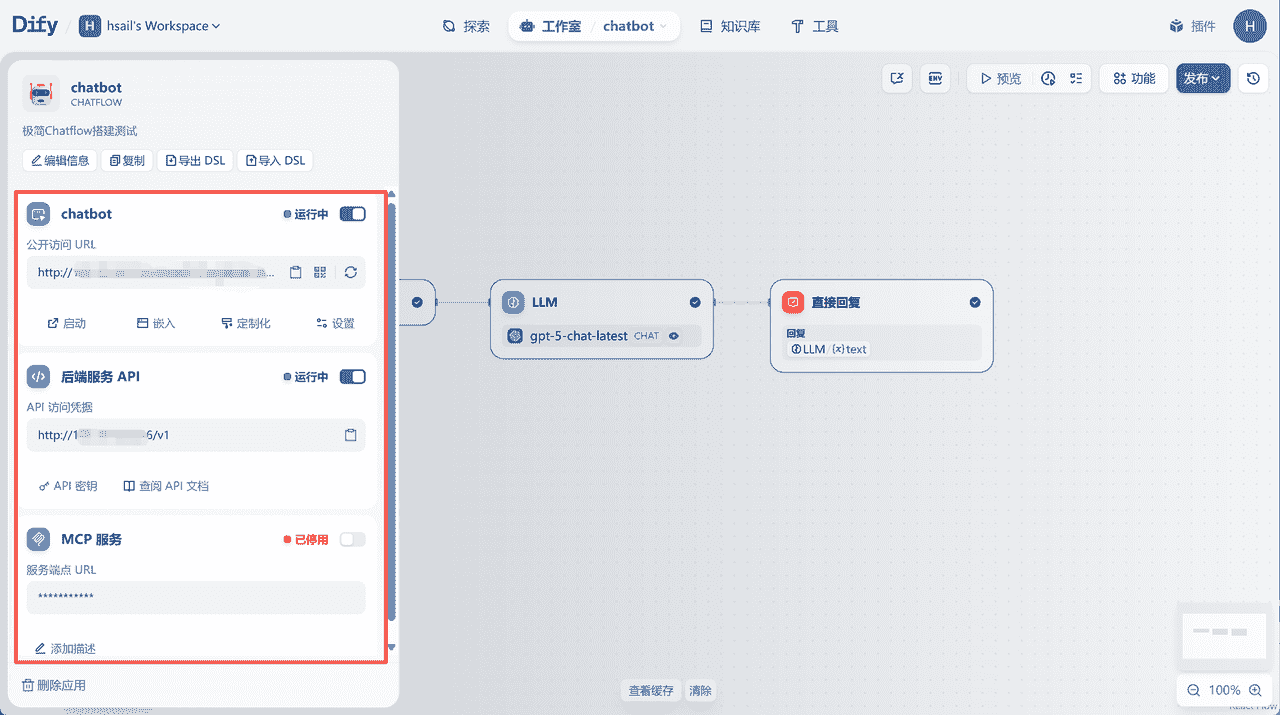 Dify / H hsail's Workspace
探索
工作室 / chatbot
知识库
工具
插件
H
chatbot
CHATFLOW
极简Chatflow搭建测试
编辑信息 复制 导出 DSL 导入 DSL
ENV
预览
功能
发布
chatbot 运行中
公开访问 URL
http://
启动 嵌入 定制化 设置
后端服务 API 运行中
API 访问凭据
http://1 6/v1
API 密钥 查阅 API 文档
MCP 服务 已停用
服务端点 URL
***********
添加描述
删除应用
LLM
gpt-5-chat-latest CHAT
直接回复
回复
LLM / {x} text
查看缓存 清除
100%